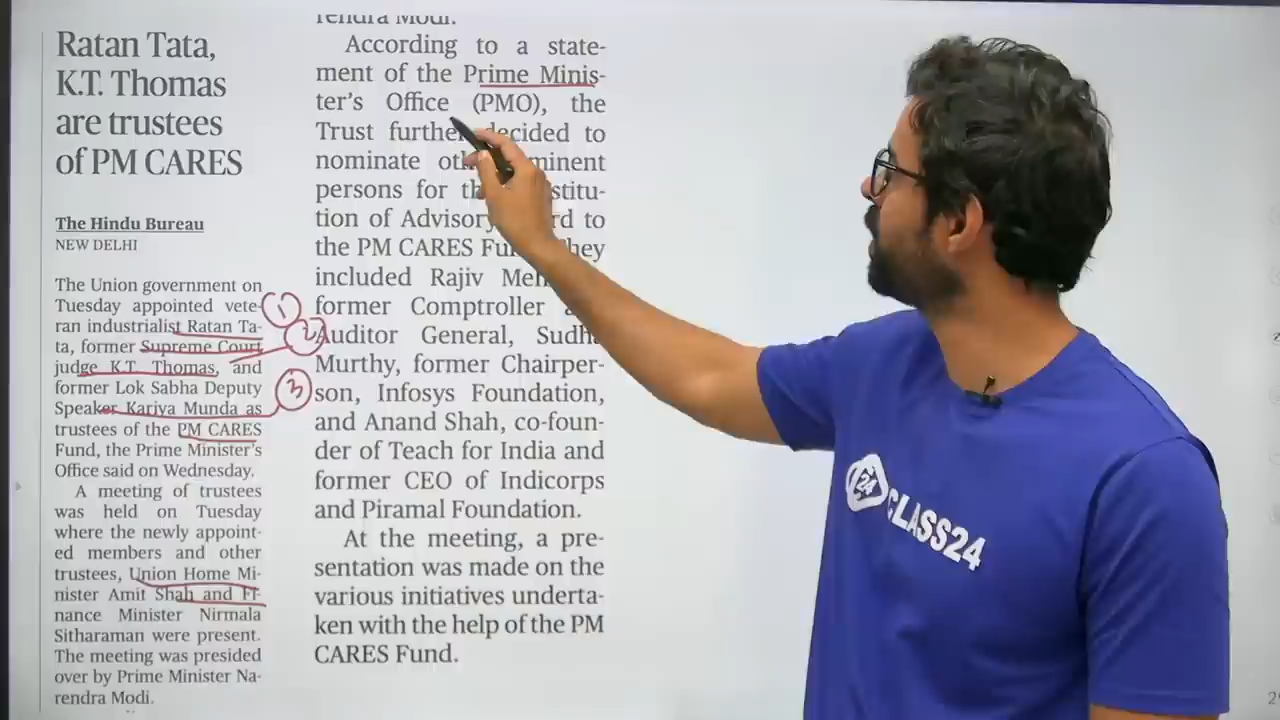 Ratan Tata,
K.T. Thomas
are trustees
of PM CARES
The Hindu Bureau
NEW DELHI
The Union government on
Tuesday appointed vete-
ran industrialist Ratan Ta-
ta, former Supreme Court
judge K.T. Thomas, and
former Lok Sabha Deputy
Speaker Kariya Munda as
trustees of the PM CARES
Fund, the Prime Minister's
Office said on Wednesday.
A meeting of trustees
was held on Tuesday
where the newly appoint-
ed members and other
trustees, Union Home Mi-
nister Amit Shah and Fi-
nance Minister Nirmala
Sitharaman were present.
The meeting was presided
over by Prime Minister Na-
rendra Modi.
1
2
3
rendra Modi.
According to a state-
ment of the Prime Minis-
ter's Office (PMO), the
Trust further decided to
nominate
persons for
tion of Advisory to
the PM CARES
included Rajiv
former Comptroller
Auditor General,
Murthy, former Chairper-
son, Infosys Foundation,
and Anand Shah, co-foun-
der of Teach for India and
former CEO of Indicorps
and Piramal Foundation.
At the meeting, a pre-
sentation was made on the
various initiatives underta-
ken with the help of the PM
CARES Fund.
24
CLASS24